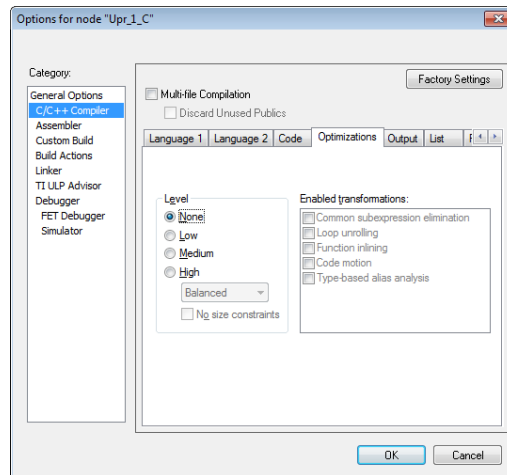 Options for node "Upr_1_C"
Category:
Factory Settings
General Options
C/C++ Compiler
Assembler
Custom Build
Build Actions
Linker
TI ULP Advisor
Debugger
FET Debugger
Simulator
Multi-file Compilation
Discard Unused Publics
Language 1 Language 2 Code Optimizations Output List
Level
None
Low
Medium
High
Balanced
No size constraints
Enabled transformations:
Common subexpression elimination
Loop unrolling
Function inlining
Code motion
Type-based alias analysis
OK Cancel